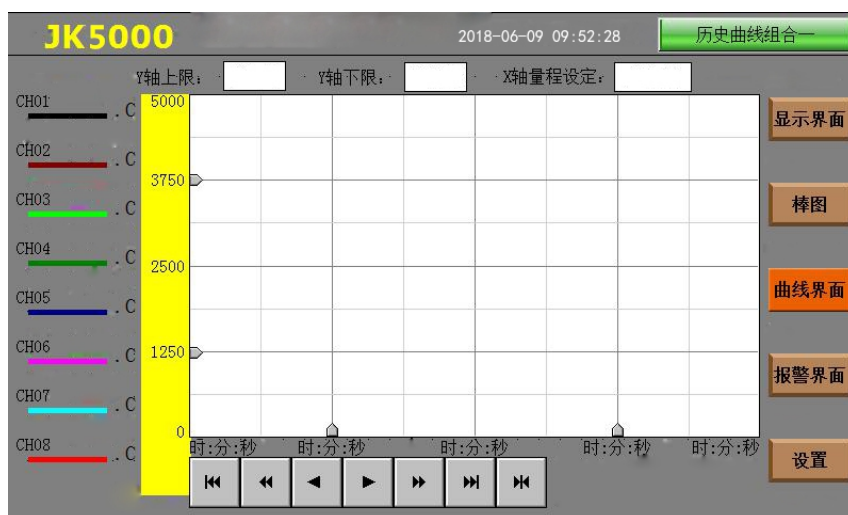 JK5000
2018-06-09 09:52:28
历史曲线组合一
Y轴上限:
Y轴下限:
X轴量程设定:
CH01 .C
CH02 .C
CH03 .C
CH04 .C
CH05 .C
CH06 .C
CH07 .C
CH08 .C
5000
3750
2500
1250
0
时:分:秒 时:分:秒 时:分:秒 时:分:秒 时:分:秒
显示界面
棒图
曲线界面
报警界面
设置